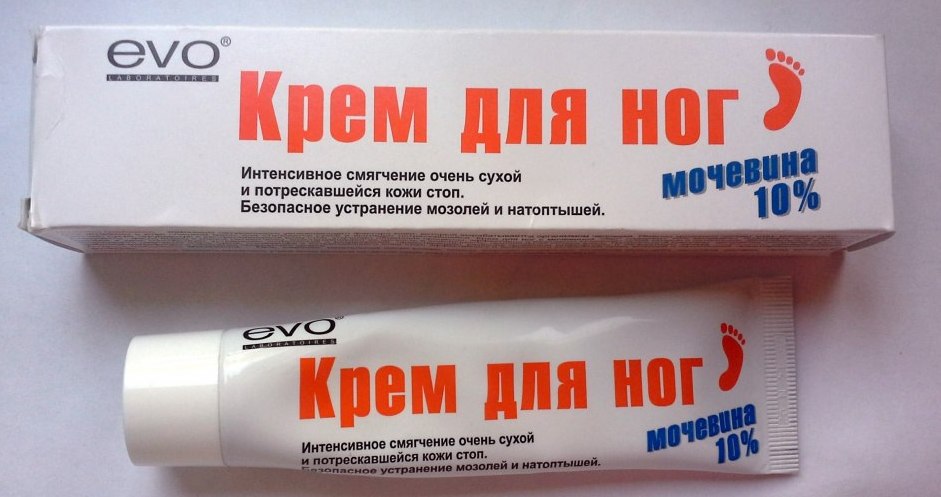 evo®
LABORATOIRES
Крем для ног
Интенсивное смягчение очень сухой
и потрескавшейся кожи стоп.
Безопасное устранение мозолей и натоптышей.
мочевина
10%
evo®
LABORATOIRES
Крем для ног
Интенсивное смягчение очень сухой
и потрескавшейся кожи стоп.
Безопасное устранение мозолей и натоптышей.
мочевина
10%